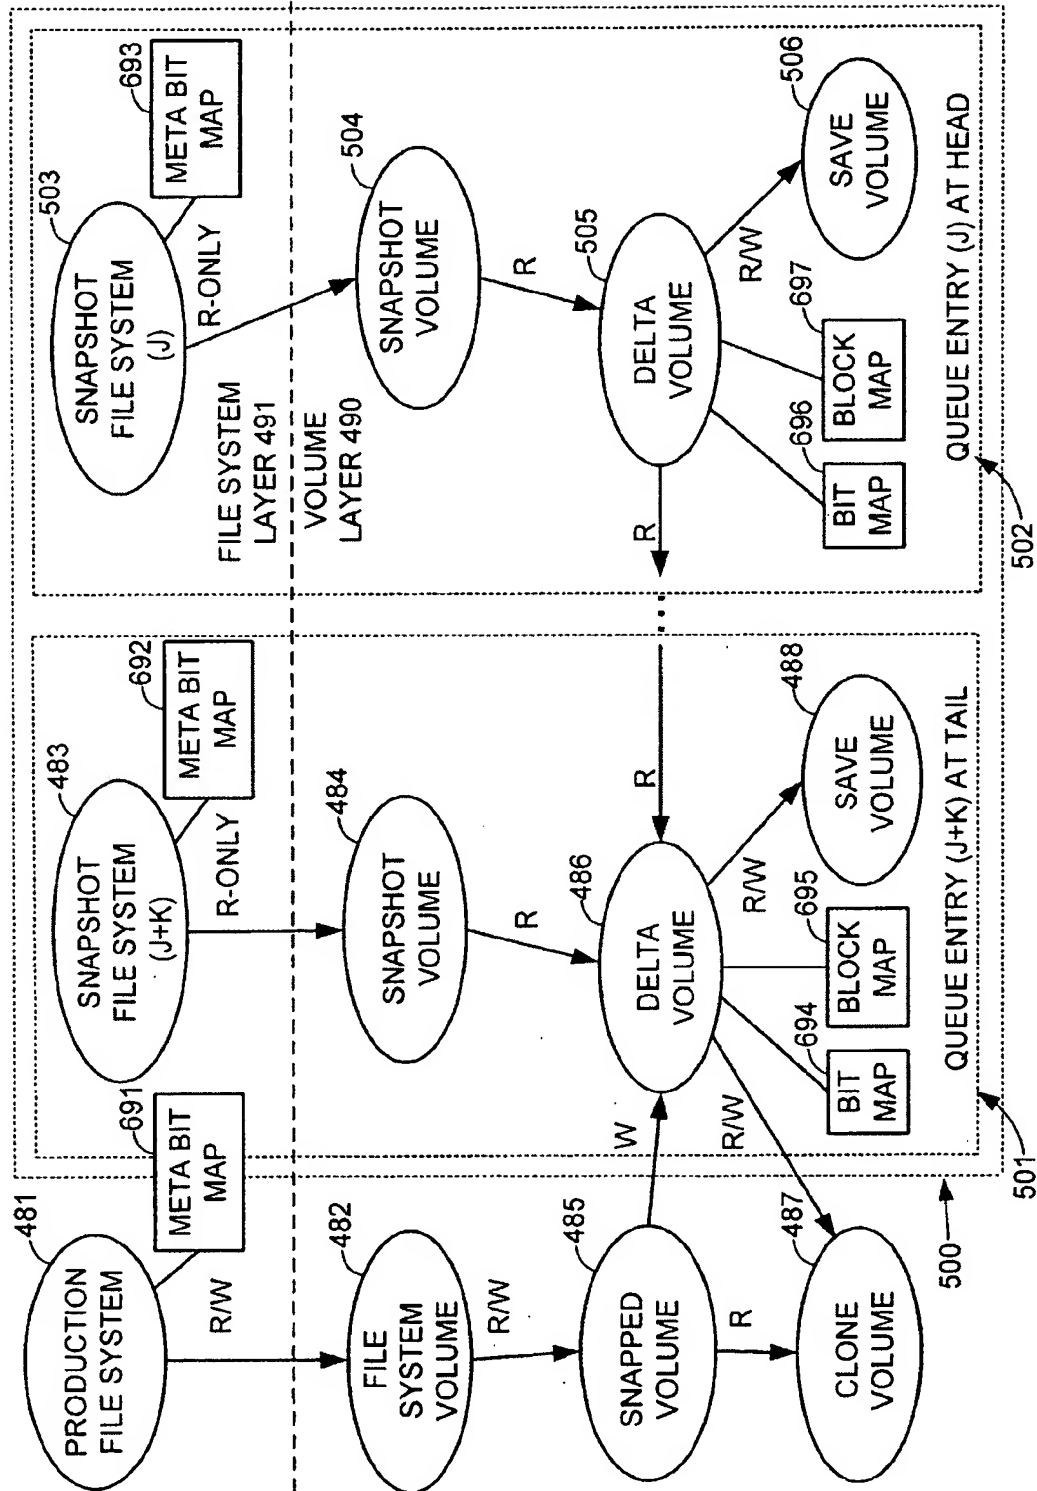 481
PRODUCTION
FILE SYSTEM
691
META BIT
MAP
R/W
482
FILE
SYSTEM
VOLUME
R/W
485
SNAPPED
VOLUME
W
R
487
CLONE
VOLUME
500
483
SNAPSHOT
FILE SYSTEM
(J+K)
692
META BIT
MAP
R-ONLY
484
SNAPSHOT
VOLUME
R
486
DELTA
VOLUME
R
R/W
R/W
694
BIT
MAP
695
BLOCK
MAP
488
SAVE
VOLUME
QUEUE ENTRY (J+K) AT TAIL
501
503
SNAPSHOT
FILE SYSTEM
(J)
693
META BIT
MAP
R-ONLY
FILE SYSTEM
LAYER 491
VOLUME
LAYER 490
504
SNAPSHOT
VOLUME
R
505
DELTA
VOLUME
R
R/W
696
BIT
MAP
697
BLOCK
MAP
506
SAVE
VOLUME
QUEUE ENTRY (J) AT HEAD
502